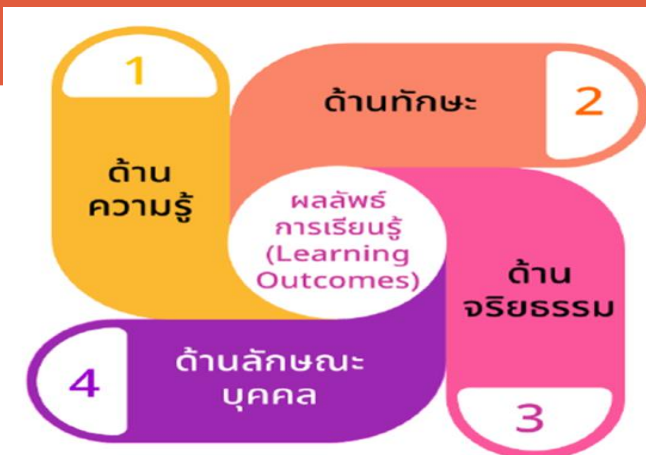 1
ด้าน
ความรู้
ด้านทักษะ
2
ผลลัพธ์
การเรียนรู้
(Learning
Outcomes)
ด้าน
จริยธรรม
3
4
ด้านลักษณะ
บุคคล